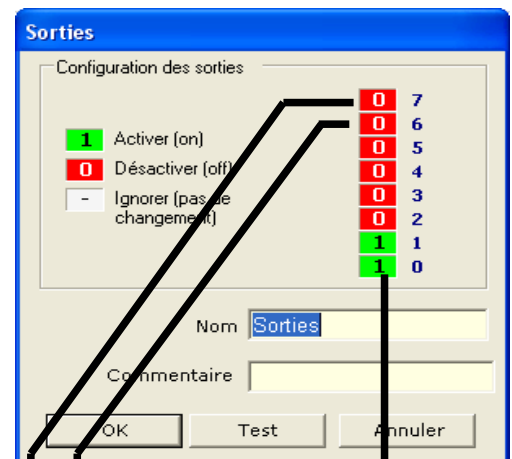 Sorties
Configuration des sorties
0 7
0 6
1 Activer (on)
0 5
0 Désactiver (off)
0 4
- Ignorer (pas de
changement)
0 3
0 2
1 1
1 0
Nom Sorties
Commentaire
OK Test Annuler